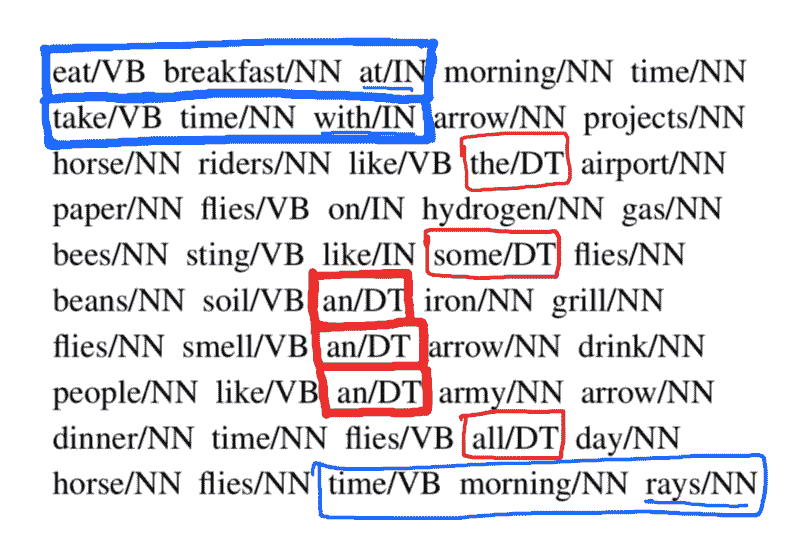 eat/VB breakfast/NN at/IN morning/NN time/NN
take/VB time/NN with/IN arrow/NN projects/NN
horse/NN riders/NN like/VB the/DT airport/NN
paper/NN flies/VB on/IN hydrogen/NN gas/NN
bees/NN sting/VB like/IN some/DT flies/NN
beans/NN soil/VB an/DT iron/NN grill/NN
flies/NN smell/VB an/DT arrow/NN drink/NN
people/NN like/VB an/DT army/NN arrow/NN
dinner/NN time/NN flies/VB all/DT day/NN
horse/NN flies/NN time/VB morning/NN rays/NN